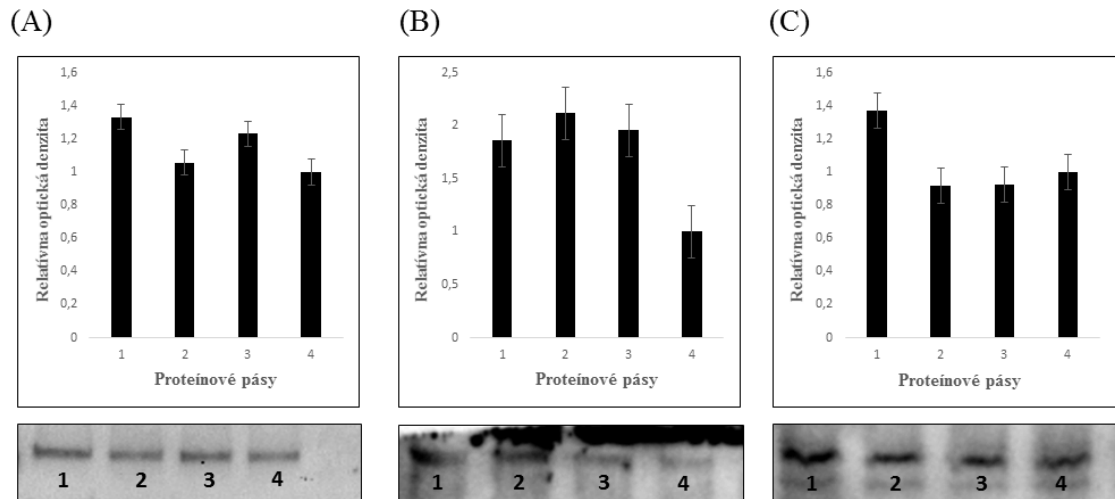 (A)
Relatívna optická denzita
1,6
1,4
1,2
1
0,8
0,6
0,4
0,2
0
1 2 3 4
Proteínové pásy
1 2 3 4
(B)
Relatívna optická denzita
2,5
2
1,5
1
0,5
0
1 2 3 4
Proteínové pásy
1 2 3 4
(C)
Relatívna optická denzita
1,6
1,4
1,2
1
0,8
0,6
0,4
0,2
0
1 2 3 4
Proteínové pásy
1 2 3 4